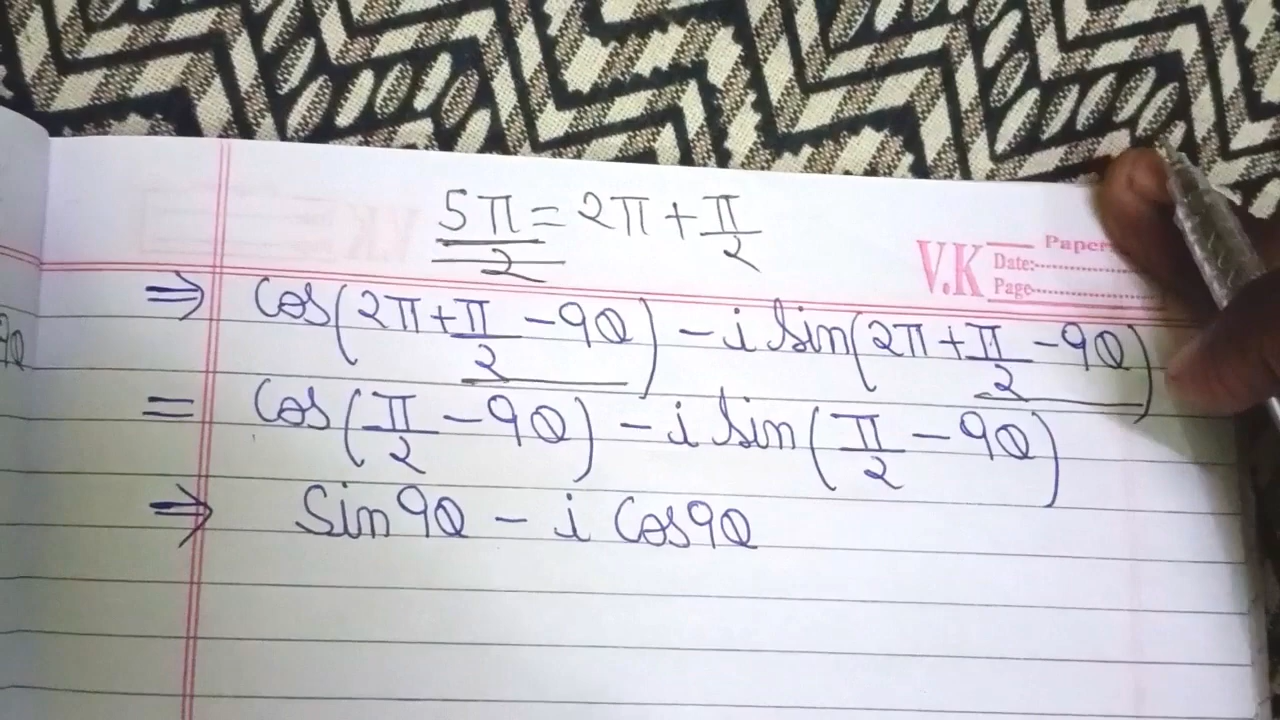 5π/2 = 2π + π/2
V.K
Paper
Date:
Page
⇒ Cos(2π + π/2 - 9θ) - i Sin(2π + π/2 - 9θ)
= Cos(π/2 - 9θ) - i Sin(π/2 - 9θ)
⇒ Sin9θ - i Cos9θ